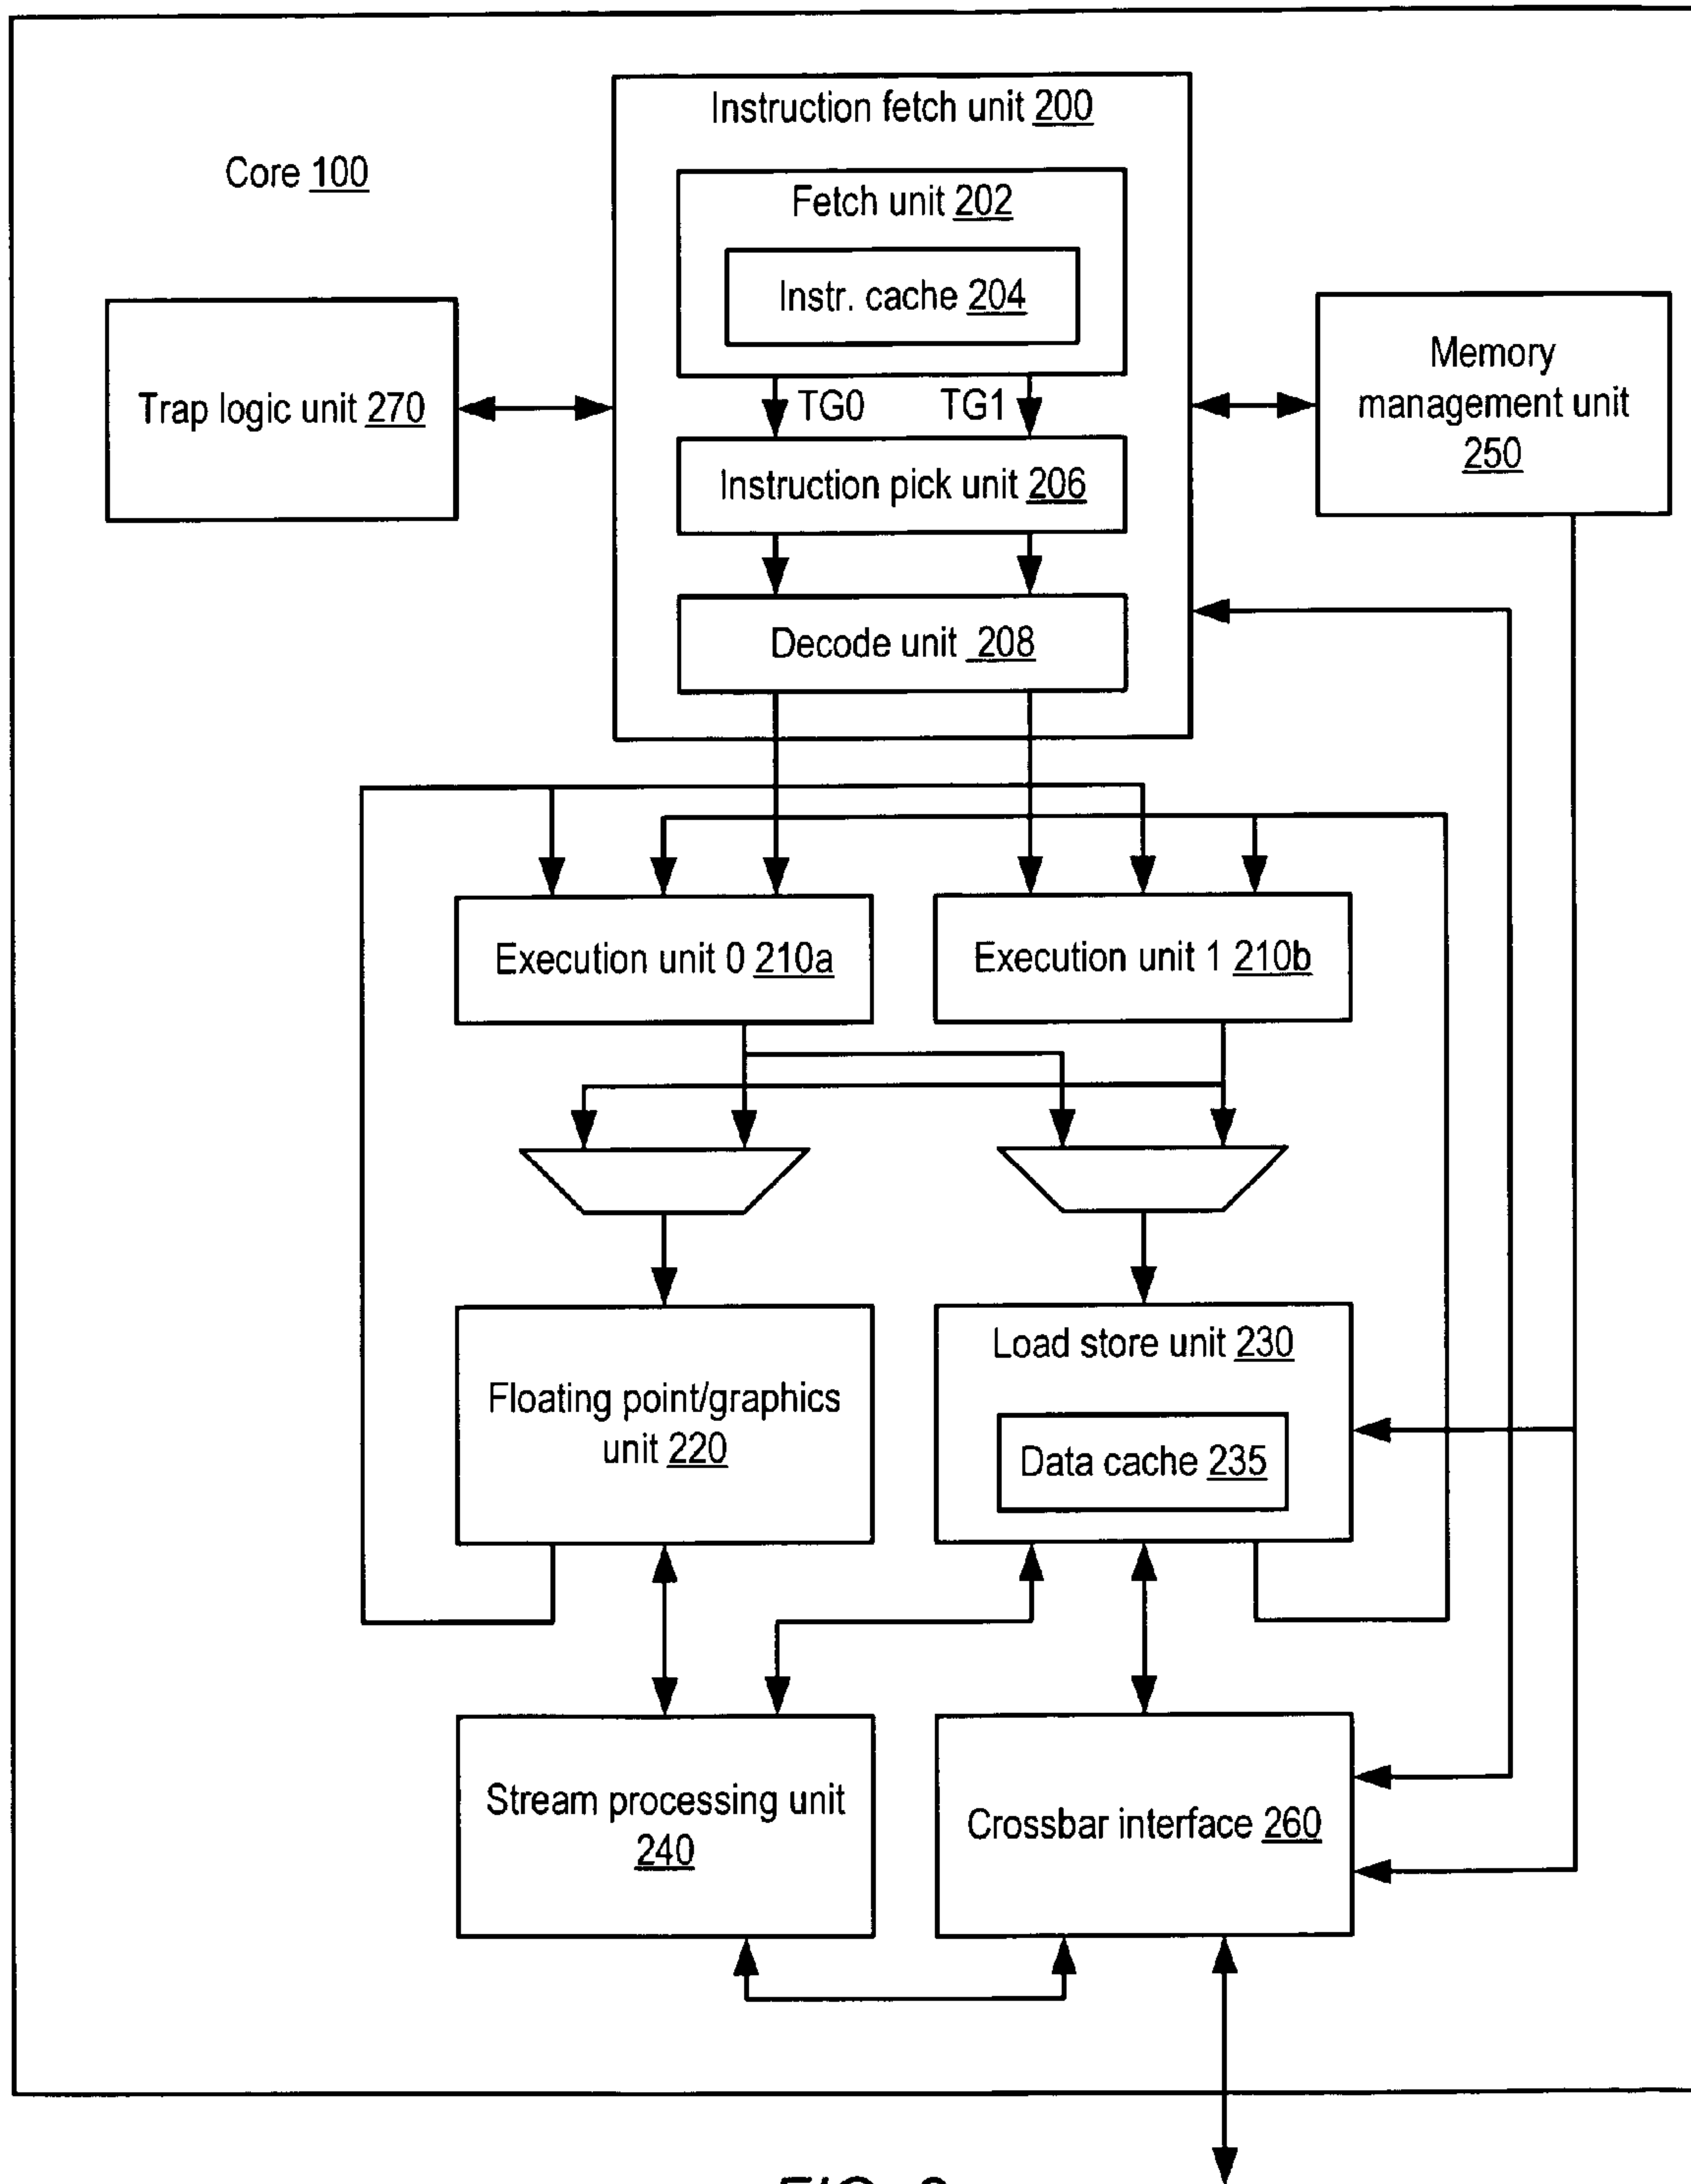 Instruction fetch unit 200
Core 100
Fetch unit 202
Instr. cache 204
Trap logic unit 270
TG0
TG1
Memory
management unit
250
Instruction pick unit 206
Decode unit 208
Execution unit 0 210a
Execution unit 1 210b
Floating point/graphics
unit 220
Load store unit 230
Data cache 235
Stream processing unit
240
Crossbar interface 260